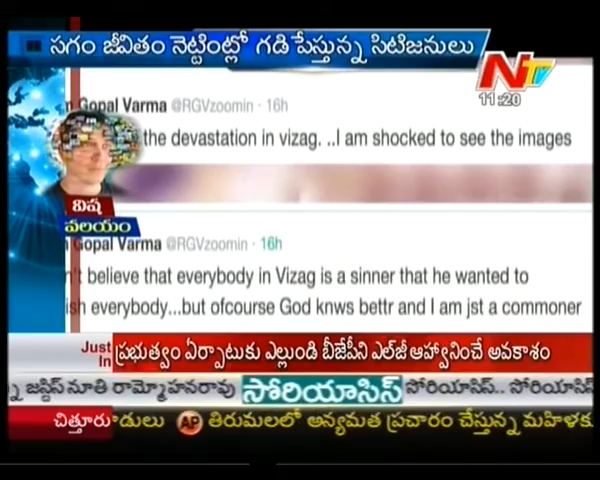 సగం జీవితం నెట్టింట్లో గడిపేస్తున్న సిటిజనులు
NTV
11:20
Gopal Varma @RGVzoomin · 16h
the devastation in vizag. ..I am shocked to see the images
విష
వలయం
Gopal Varma @RGVzoomin · 16h
n't believe that everybody in Vizag is a sinner that he wanted to
ish everybody...but ofcourse God knws bettr and I am jst a commoner
Just In ప్రభుత్వం ఏర్పాటుకు ఎల్లుండి బీజేపీని ఎల్‌జీ ఆహ్వానించే అవకాశం
జస్టిస్ నూతి రామ్మోహనరావు సోరియాసిస్ సోరియాసిస్.. సోరియాసిస్
చిత్తూరు డులు AP తిరుమలలో అన్యమత ప్రచారం చేస్తున్న మహిళకు